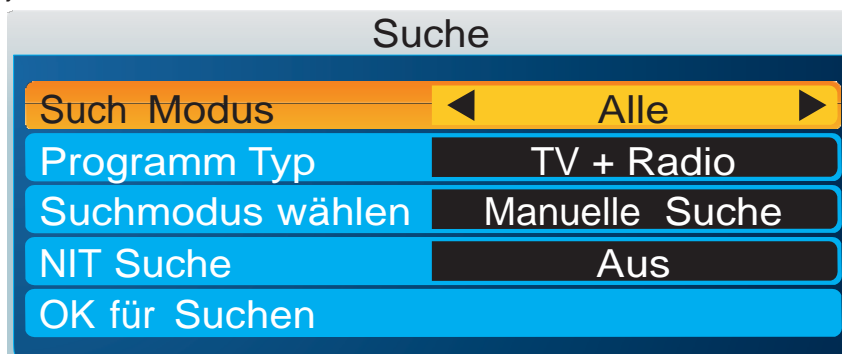 Suche
Such Modus Alle
Programm Typ TV + Radio
Suchmodus wählen Manuelle Suche
NIT Suche Aus
OK für Suchen